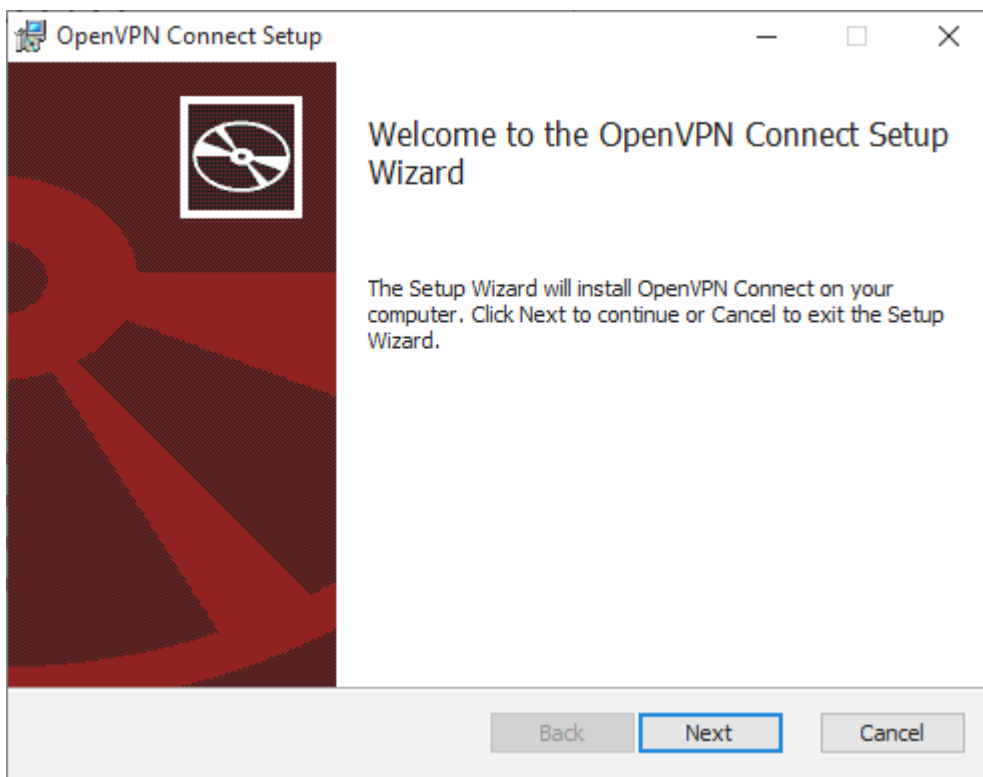 OpenVPN Connect Setup
Welcome to the OpenVPN Connect Setup
Wizard
The Setup Wizard will install OpenVPN Connect on your
computer. Click Next to continue or Cancel to exit the Setup
Wizard.
Back
Next
Cancel